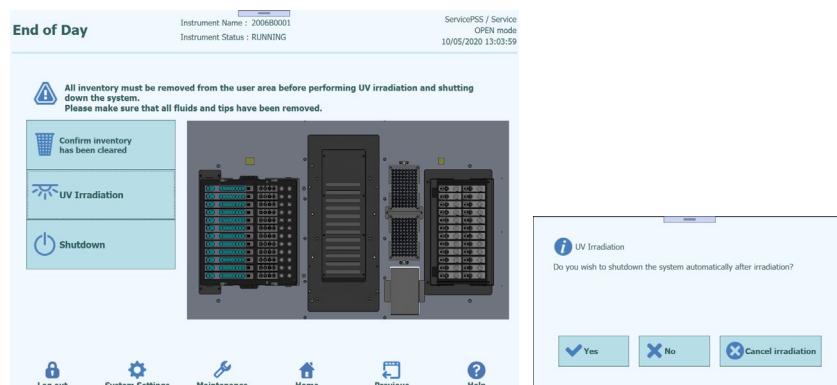 End of Day
Instrument Name : 2006B0001
Instrument Status : RUNNING
ServicePSS / Service
OPEN mode
10/05/2020 13:03:59
All inventory must be removed from the user area before performing UV irradiation and shutting
down the system.
Please make sure that all fluids and tips have been removed.
Confirm inventory
has been cleared
UV Irradiation
Shutdown
Log out
System Settings
Maintenance
Home
Previous
Help
UV Irradiation
Do you wish to shutdown the system automatically after irradiation?
Yes
No
Cancel irradiation